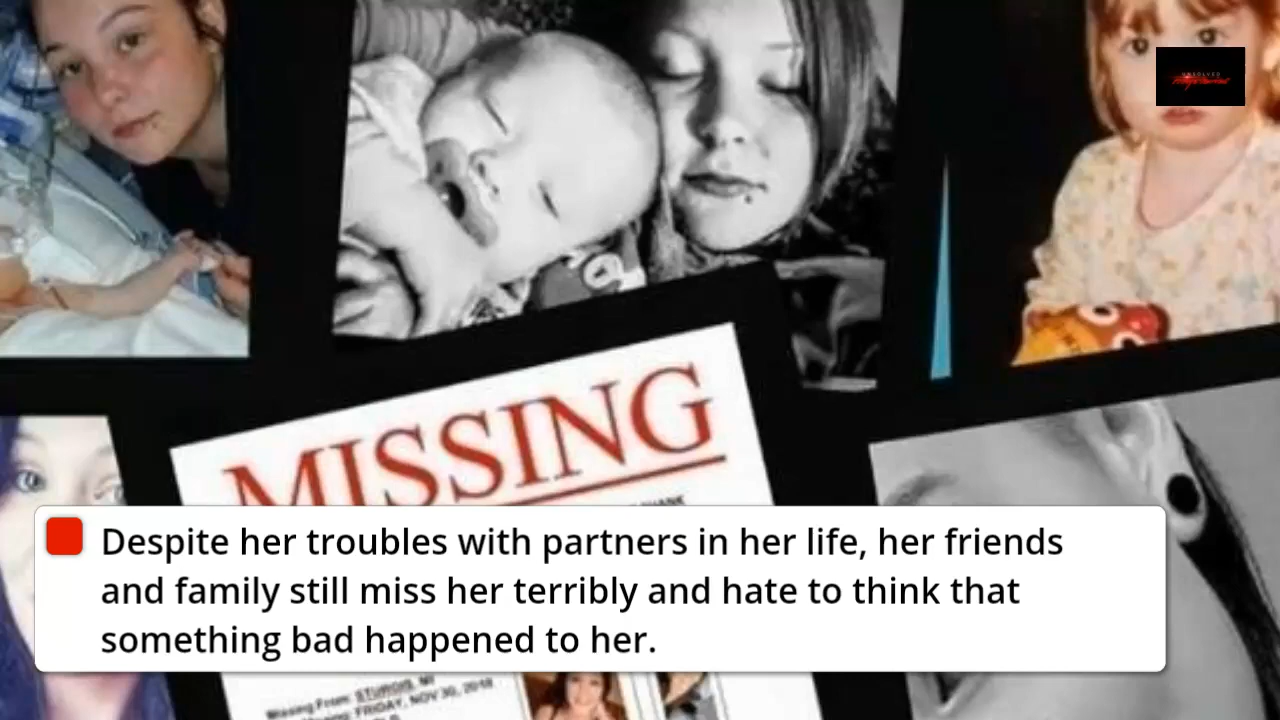 UNSOLVED
MISSING
Despite her troubles with partners in her life, her friends
and family still miss her terribly and hate to think that
something bad happened to her.
Missing From: STURGIS, MI
FRIDAY, NOV 30, 2018